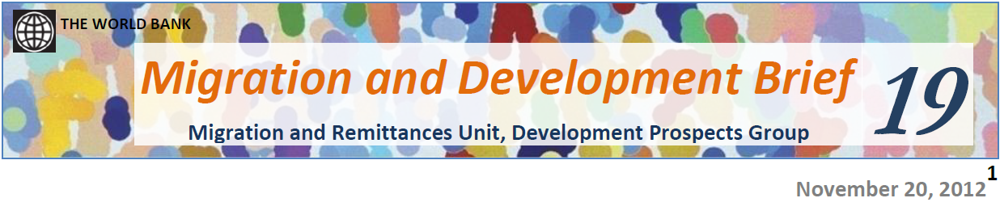 THE WORLD BANK
Migration and Development Brief 19
Migration and Remittances Unit, Development Prospects Group
1
November 20, 2012